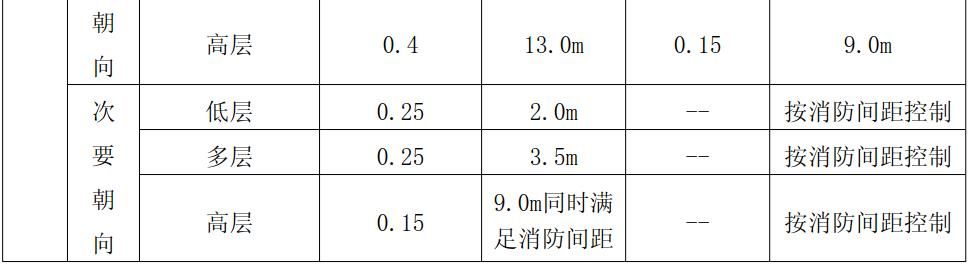 朝向 高层 0.4 13.0m 0.15 9.0m
次要朝向 低层 0.25 2.0m -- 按消防间距控制
多层 0.25 3.5m -- 按消防间距控制
高层 0.15 9.0m同时满足消防间距 -- 按消防间距控制